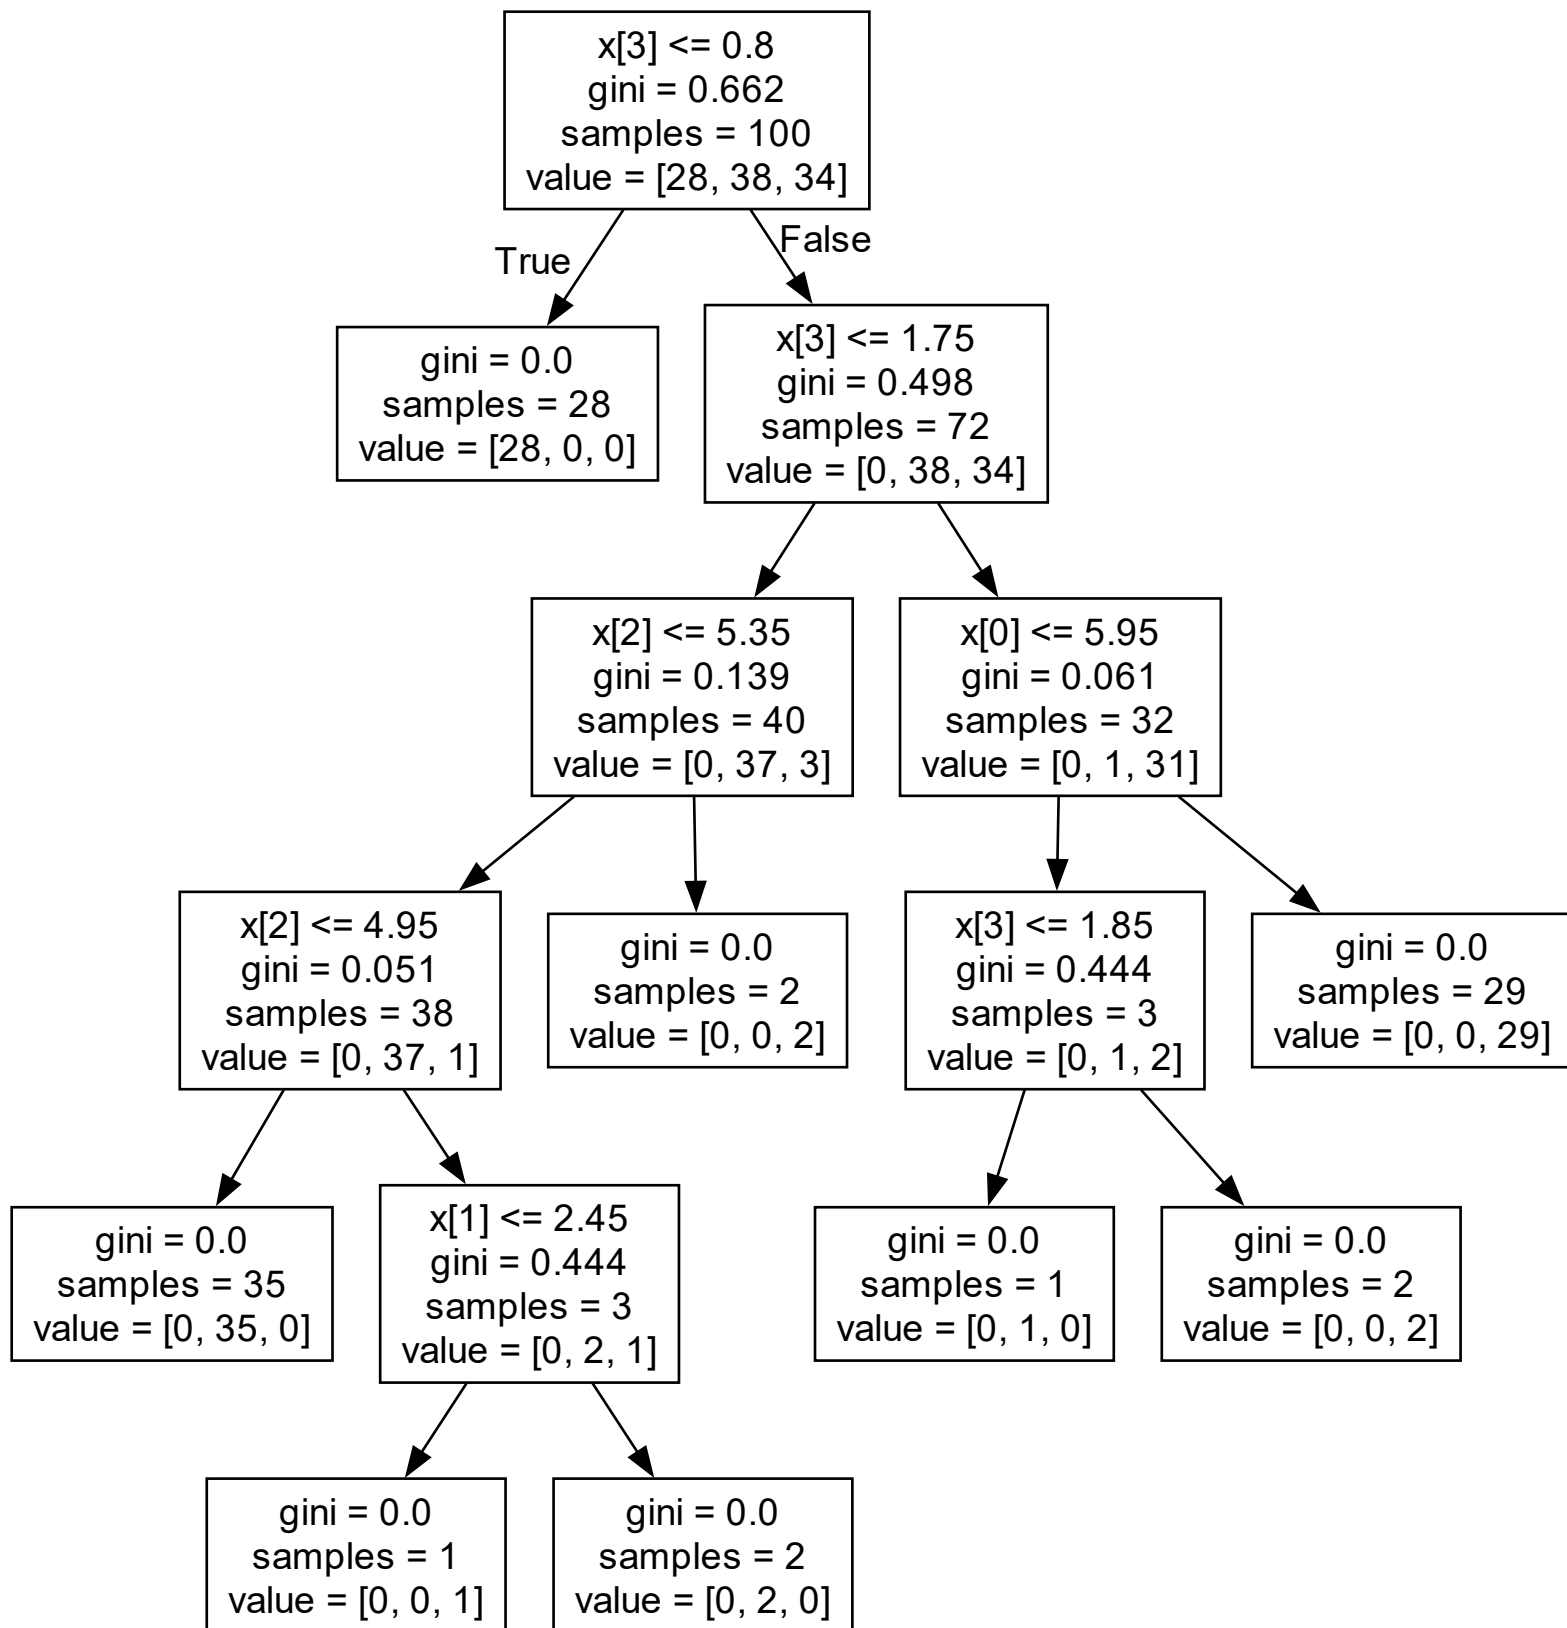 x[3] <= 0.8
gini = 0.662
samples = 100
value = [28, 38, 34]
True
False
gini = 0.0
samples = 28
value = [28, 0, 0]
x[3] <= 1.75
gini = 0.498
samples = 72
value = [0, 38, 34]
x[2] <= 5.35
gini = 0.139
samples = 40
value = [0, 37, 3]
x[0] <= 5.95
gini = 0.061
samples = 32
value = [0, 1, 31]
x[2] <= 4.95
gini = 0.051
samples = 38
value = [0, 37, 1]
gini = 0.0
samples = 2
value = [0, 0, 2]
x[3] <= 1.85
gini = 0.444
samples = 3
value = [0, 1, 2]
gini = 0.0
samples = 29
value = [0, 0, 29]
gini = 0.0
samples = 35
value = [0, 35, 0]
x[1] <= 2.45
gini = 0.444
samples = 3
value = [0, 2, 1]
gini = 0.0
samples = 1
value = [0, 1, 0]
gini = 0.0
samples = 2
value = [0, 0, 2]
gini = 0.0
samples = 1
value = [0, 0, 1]
gini = 0.0
samples = 2
value = [0, 2, 0]